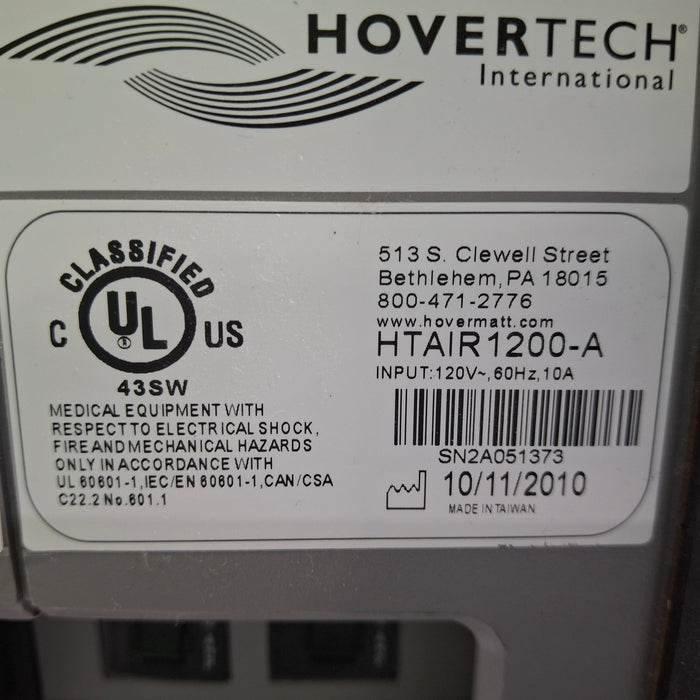 HOVERTECH®
International
CLASSIFIED
C UL® US
43SW
MEDICAL EQUIPMENT WITH
RESPECT TO ELECTRICAL SHOCK,
FIRE AND MECHANICAL HAZARDS
ONLY IN ACCORDANCE WITH
UL 60601-1, IEC/EN 60601-1, CAN/CSA
C22.2 No.601.1
513 S. Clewell Street
Bethlehem, PA 18015
800-471-2776
www.hovermatt.com
HTAIR1200-A
INPUT:120V~, 60Hz, 10A
SN2A051373
10/11/2010
MADE IN TAIWAN